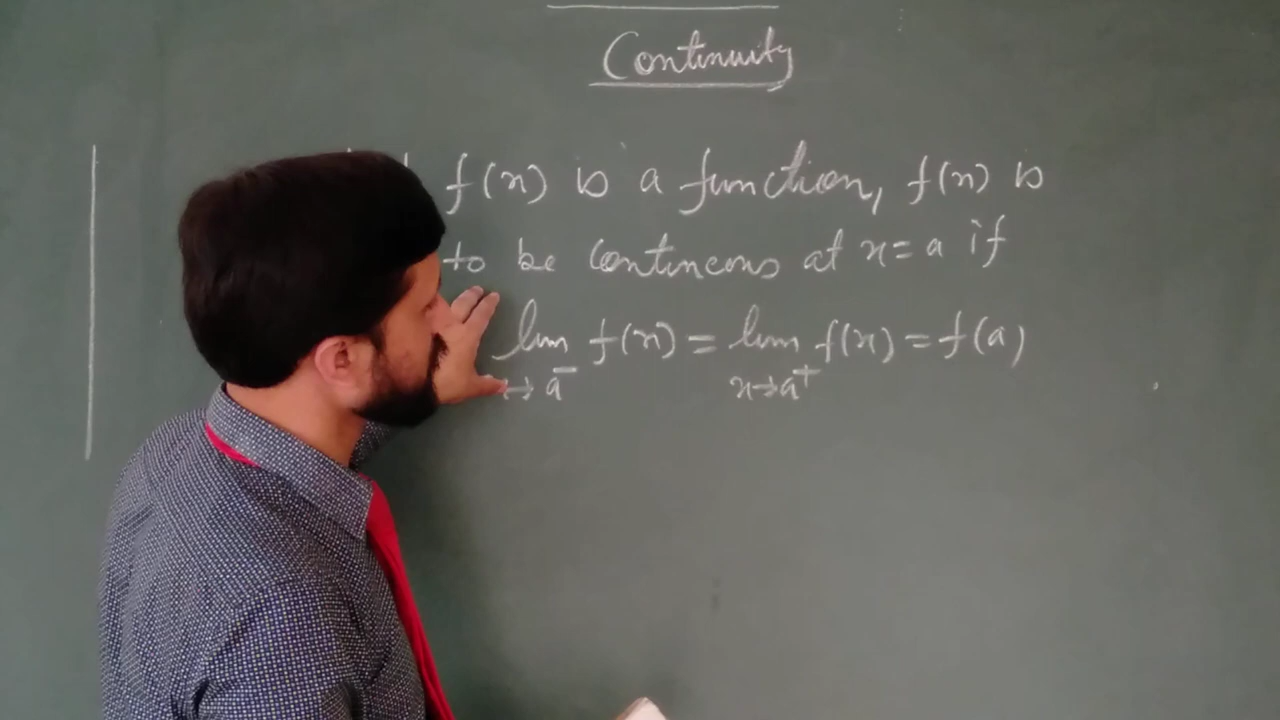 Continuity
f(x) is a function, f(x) is
to be continuous at x = a if
lim f(x) = lim f(x) = f(a)
→ a⁻ x→a⁺